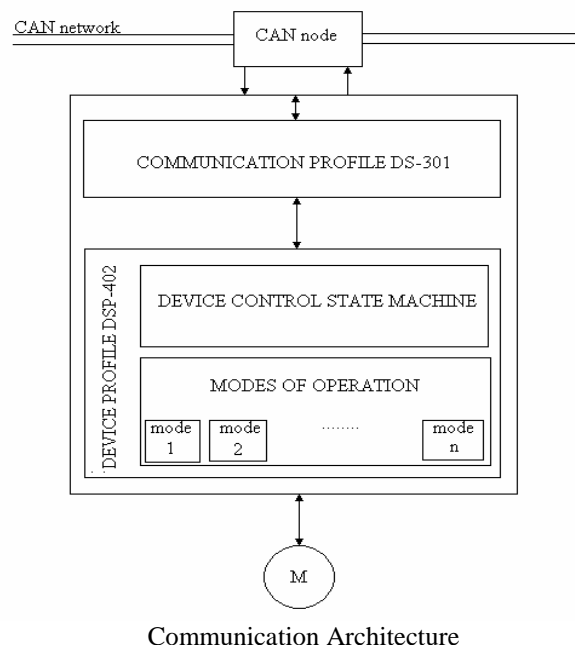 CAN network
CAN node
COMMUNICATION PROFILE DS-301
DEVICE PROFILE DSP-402
DEVICE CONTROL STATE MACHINE
MODES OF OPERATION
mode
1
mode
2
........
mode
n
M
Communication Architecture